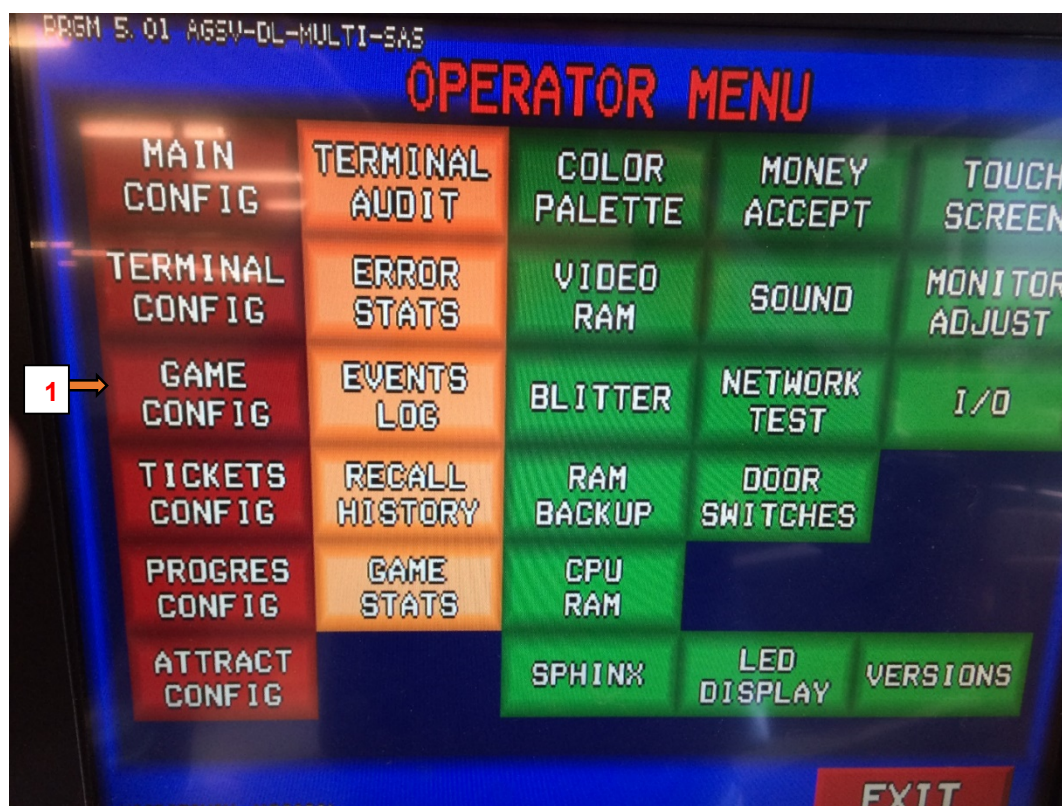 PRGM 5.01 AGSV-DL-MULTI-SAS
OPERATOR MENU
MAIN CONFIG
TERMINAL AUDIT
COLOR PALETTE
MONEY ACCEPT
TOUCH SCREEN
TERMINAL CONFIG
ERROR STATS
VIDEO RAM
SOUND
MONITOR ADJUST
1
GAME CONFIG
EVENTS LOG
BLITTER
NETWORK TEST
I/O
TICKETS CONFIG
RECALL HISTORY
RAM BACKUP
DOOR SWITCHES
PROGRES CONFIG
GAME STATS
CPU RAM
ATTRACT CONFIG
SPHINX
LED DISPLAY
VERSIONS
EXIT